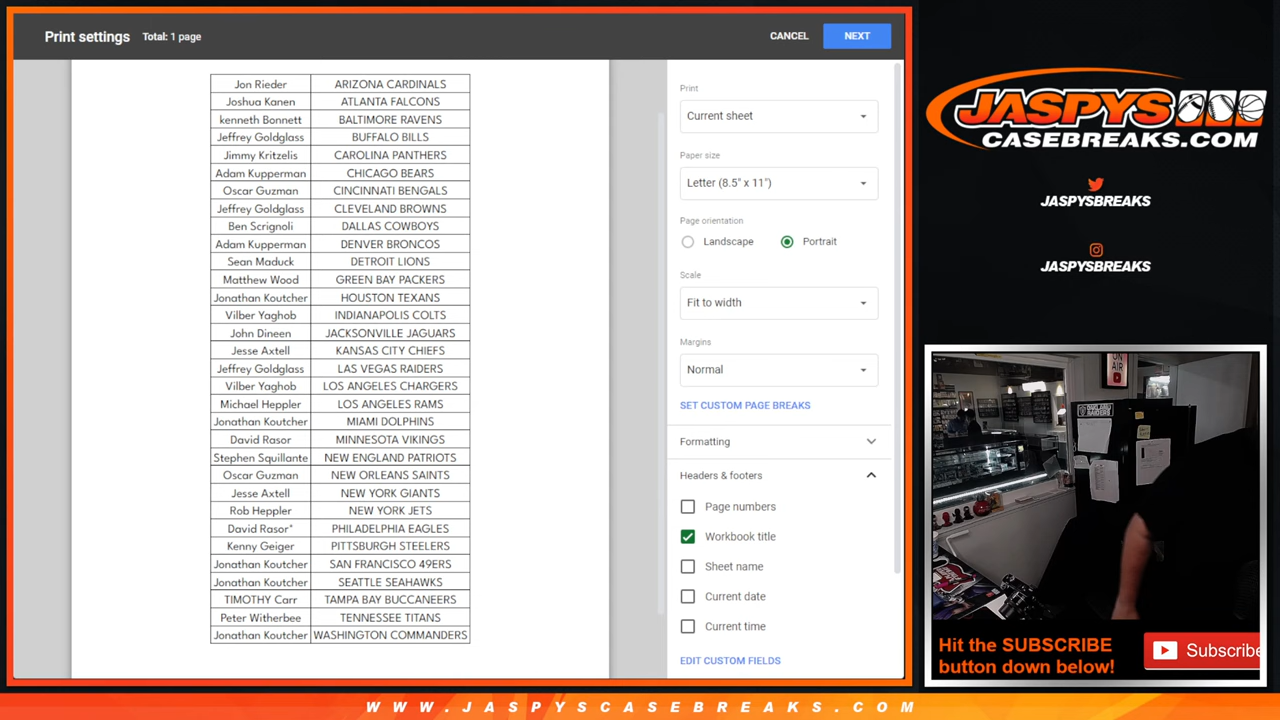 Print settings Total: 1 page CANCEL NEXT
Jon Rieder ARIZONA CARDINALS
Joshua Kanen ATLANTA FALCONS
kenneth Bonnett BALTIMORE RAVENS
Jeffrey Goldglass BUFFALO BILLS
Jimmy Kritzelis CAROLINA PANTHERS
Adam Kupperman CHICAGO BEARS
Oscar Guzman CINCINNATI BENGALS
Jeffrey Goldglass CLEVELAND BROWNS
Ben Scrignoli DALLAS COWBOYS
Adam Kupperman DENVER BRONCOS
Sean Maduck DETROIT LIONS
Matthew Wood GREEN BAY PACKERS
Jonathan Koutcher HOUSTON TEXANS
Vilber Yaghob INDIANAPOLIS COLTS
John Dineen JACKSONVILLE JAGUARS
Jesse Axtell KANSAS CITY CHIEFS
Jeffrey Goldglass LAS VEGAS RAIDERS
Vilber Yaghob LOS ANGELES CHARGERS
Michael Heppler LOS ANGELES RAMS
Jonathan Koutcher MIAMI DOLPHINS
David Rasor MINNESOTA VIKINGS
Stephen Squillante NEW ENGLAND PATRIOTS
Oscar Guzman NEW ORLEANS SAINTS
Jesse Axtell NEW YORK GIANTS
Rob Heppler NEW YORK JETS
David Rasor* PHILADELPHIA EAGLES
Kenny Geiger PITTSBURGH STEELERS
Jonathan Koutcher SAN FRANCISCO 49ERS
Jonathan Koutcher SEATTLE SEAHAWKS
TIMOTHY Carr TAMPA BAY BUCCANEERS
Peter Witherbee TENNESSEE TITANS
Jonathan Koutcher WASHINGTON COMMANDERS
Print
Current sheet
Paper size
Letter (8.5" x 11")
Page orientation
Landscape Portrait
Scale
Fit to width
Margins
Normal
SET CUSTOM PAGE BREAKS
Formatting
Headers & footers
Page numbers
Workbook title
Sheet name
Current date
Current time
EDIT CUSTOM FIELDS
JASPYS
CASEBREAKS.COM
JASPYSBREAKS
JASPYSBREAKS
ON
AIR
OAKLAND
RAIDERS
Hit the SUBSCRIBE
button down below!
Subscribe
WWW.JASPYSCASEBREAKS.COM